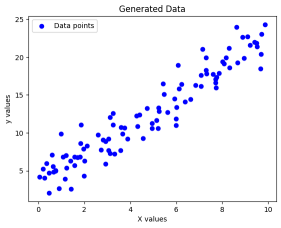 Generated Data
Data points
y values
25
20
15
10
5
0
2
4
6
8
10
X values